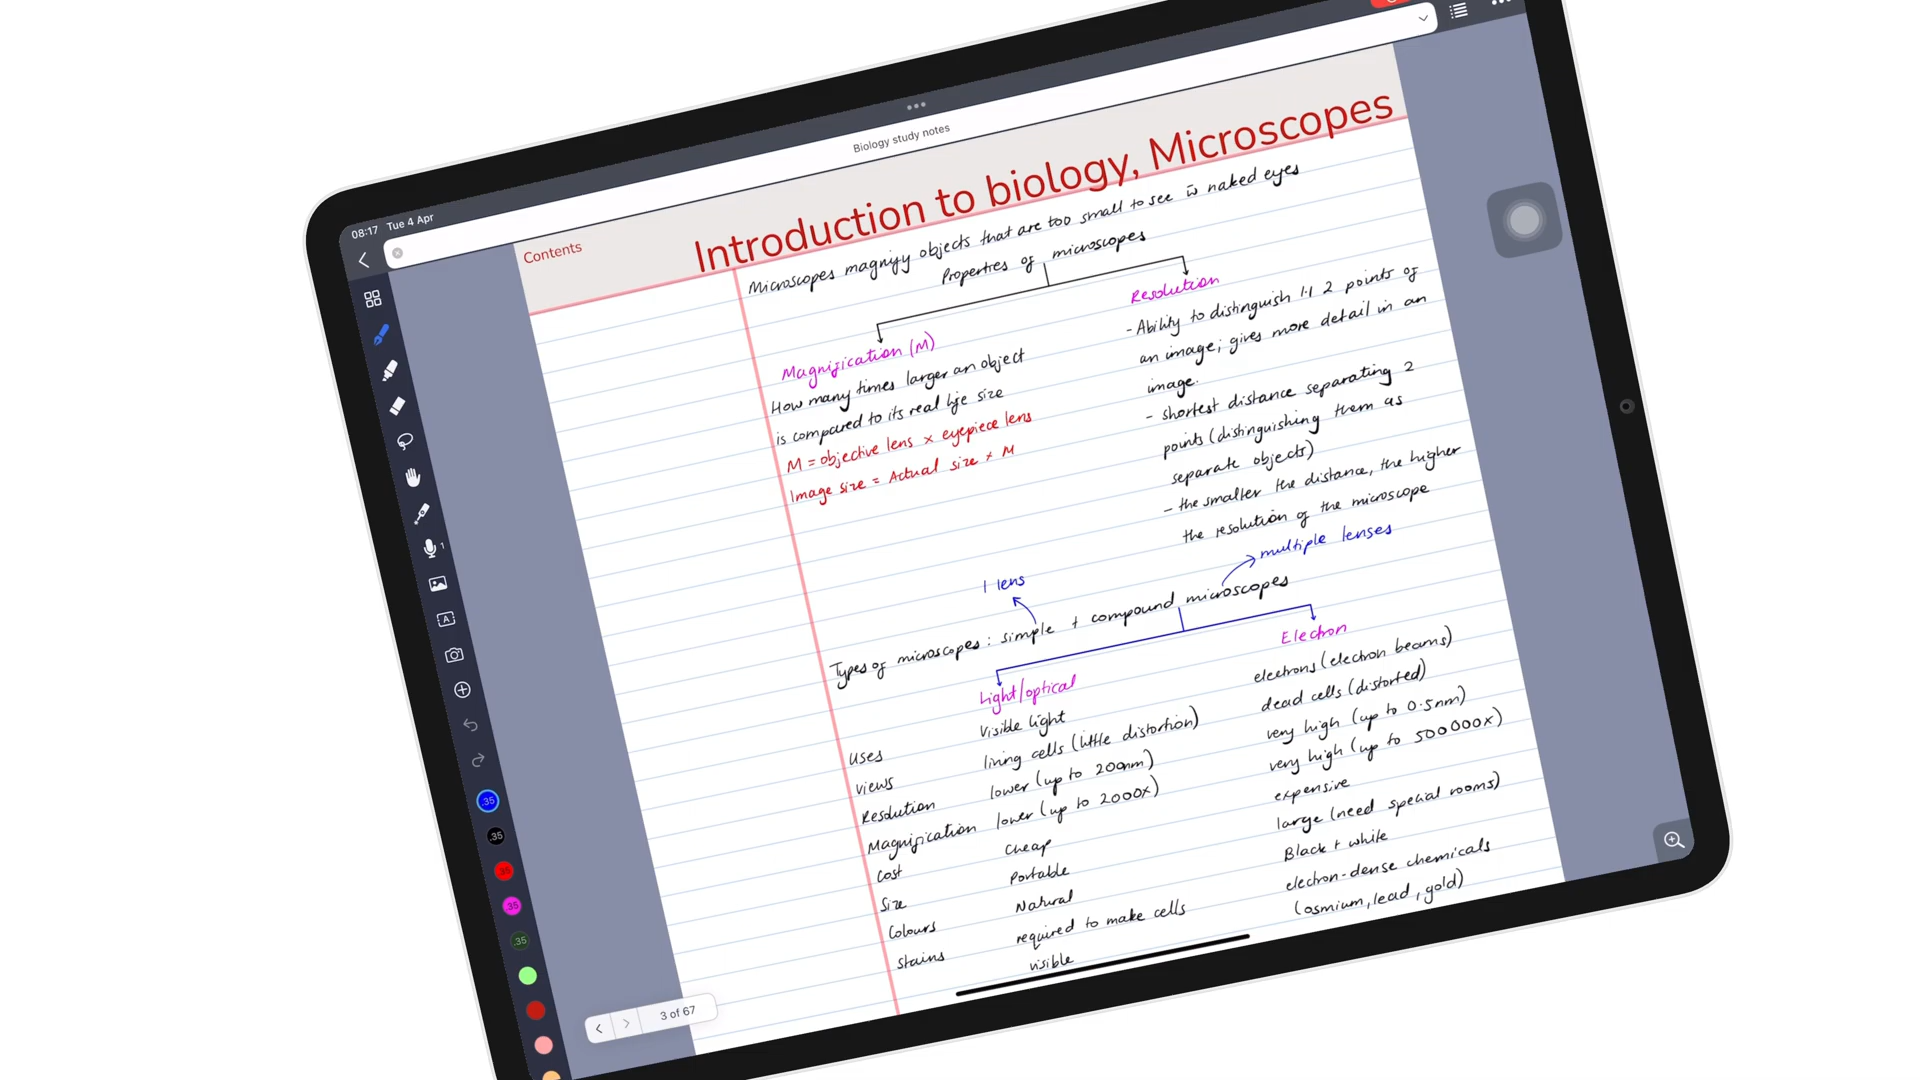 08:17 Tue 4 Apr
Biology study notes
Contents
Introduction to biology, Microscopes
Microscopes magnify objects that are too small to see w̄ naked eyes
Properties of microscopes
Magnification (M)
How many times larger an object
is compared to its real life size
M = objective lens × eyepiece lens
Image size = Actual size × M
Resolution
- Ability to distinguish 2 points of
an image; gives more detail in an
image.
- shortest distance separating 2
points (distinguishing them as
separate objects)
- the smaller the distance, the higher
the resolution of the microscope
1 lens
multiple lenses
Types of microscopes: simple + compound microscopes
Light/optical Electron
Uses visible light electrons (electron beams)
views living cells (little distortion) dead cells (distorted)
Resolution lower (up to 200nm) very high (up to 0.5nm)
Magnification lower (up to 2000x) very high (up to 500000x)
Cost Cheap expensive
Size Portable large (need special rooms)
Colours Natural Black + white
Stains required to make cells electron-dense chemicals
visible (osmium, lead, gold)
1
A
.35
.35
.35
.35
.35
3 of 67